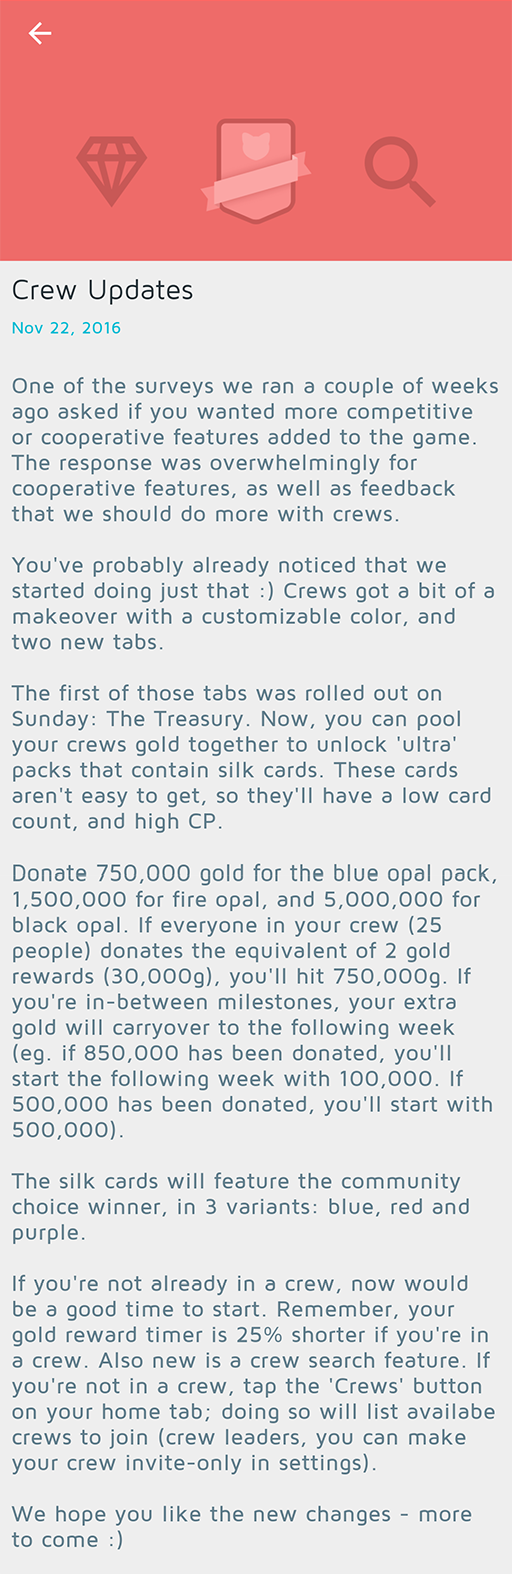 Crew Updates
Nov 22, 2016
One of the surveys we ran a couple of weeks
ago asked if you wanted more competitive
or cooperative features added to the game.
The response was overwhelmingly for
cooperative features, as well as feedback
that we should do more with crews.
You've probably already noticed that we
started doing just that :) Crews got a bit of a
makeover with a customizable color, and
two new tabs.
The first of those tabs was rolled out on
Sunday: The Treasury. Now, you can pool
your crews gold together to unlock 'ultra'
packs that contain silk cards. These cards
aren't easy to get, so they'll have a low card
count, and high CP.
Donate 750,000 gold for the blue opal pack,
1,500,000 for fire opal, and 5,000,000 for
black opal. If everyone in your crew (25
people) donates the equivalent of 2 gold
rewards (30,000g), you'll hit 750,000g. If
you're in-between milestones, your extra
gold will carryover to the following week
(eg. if 850,000 has been donated, you'll
start the following week with 100,000. If
500,000 has been donated, you'll start with
500,000).
The silk cards will feature the community
choice winner, in 3 variants: blue, red and
purple.
If you're not already in a crew, now would
be a good time to start. Remember, your
gold reward timer is 25% shorter if you're in
a crew. Also new is a crew search feature. If
you're not in a crew, tap the 'Crews' button
on your home tab; doing so will list availabe
crews to join (crew leaders, you can make
your crew invite-only in settings).
We hope you like the new changes - more
to come :)